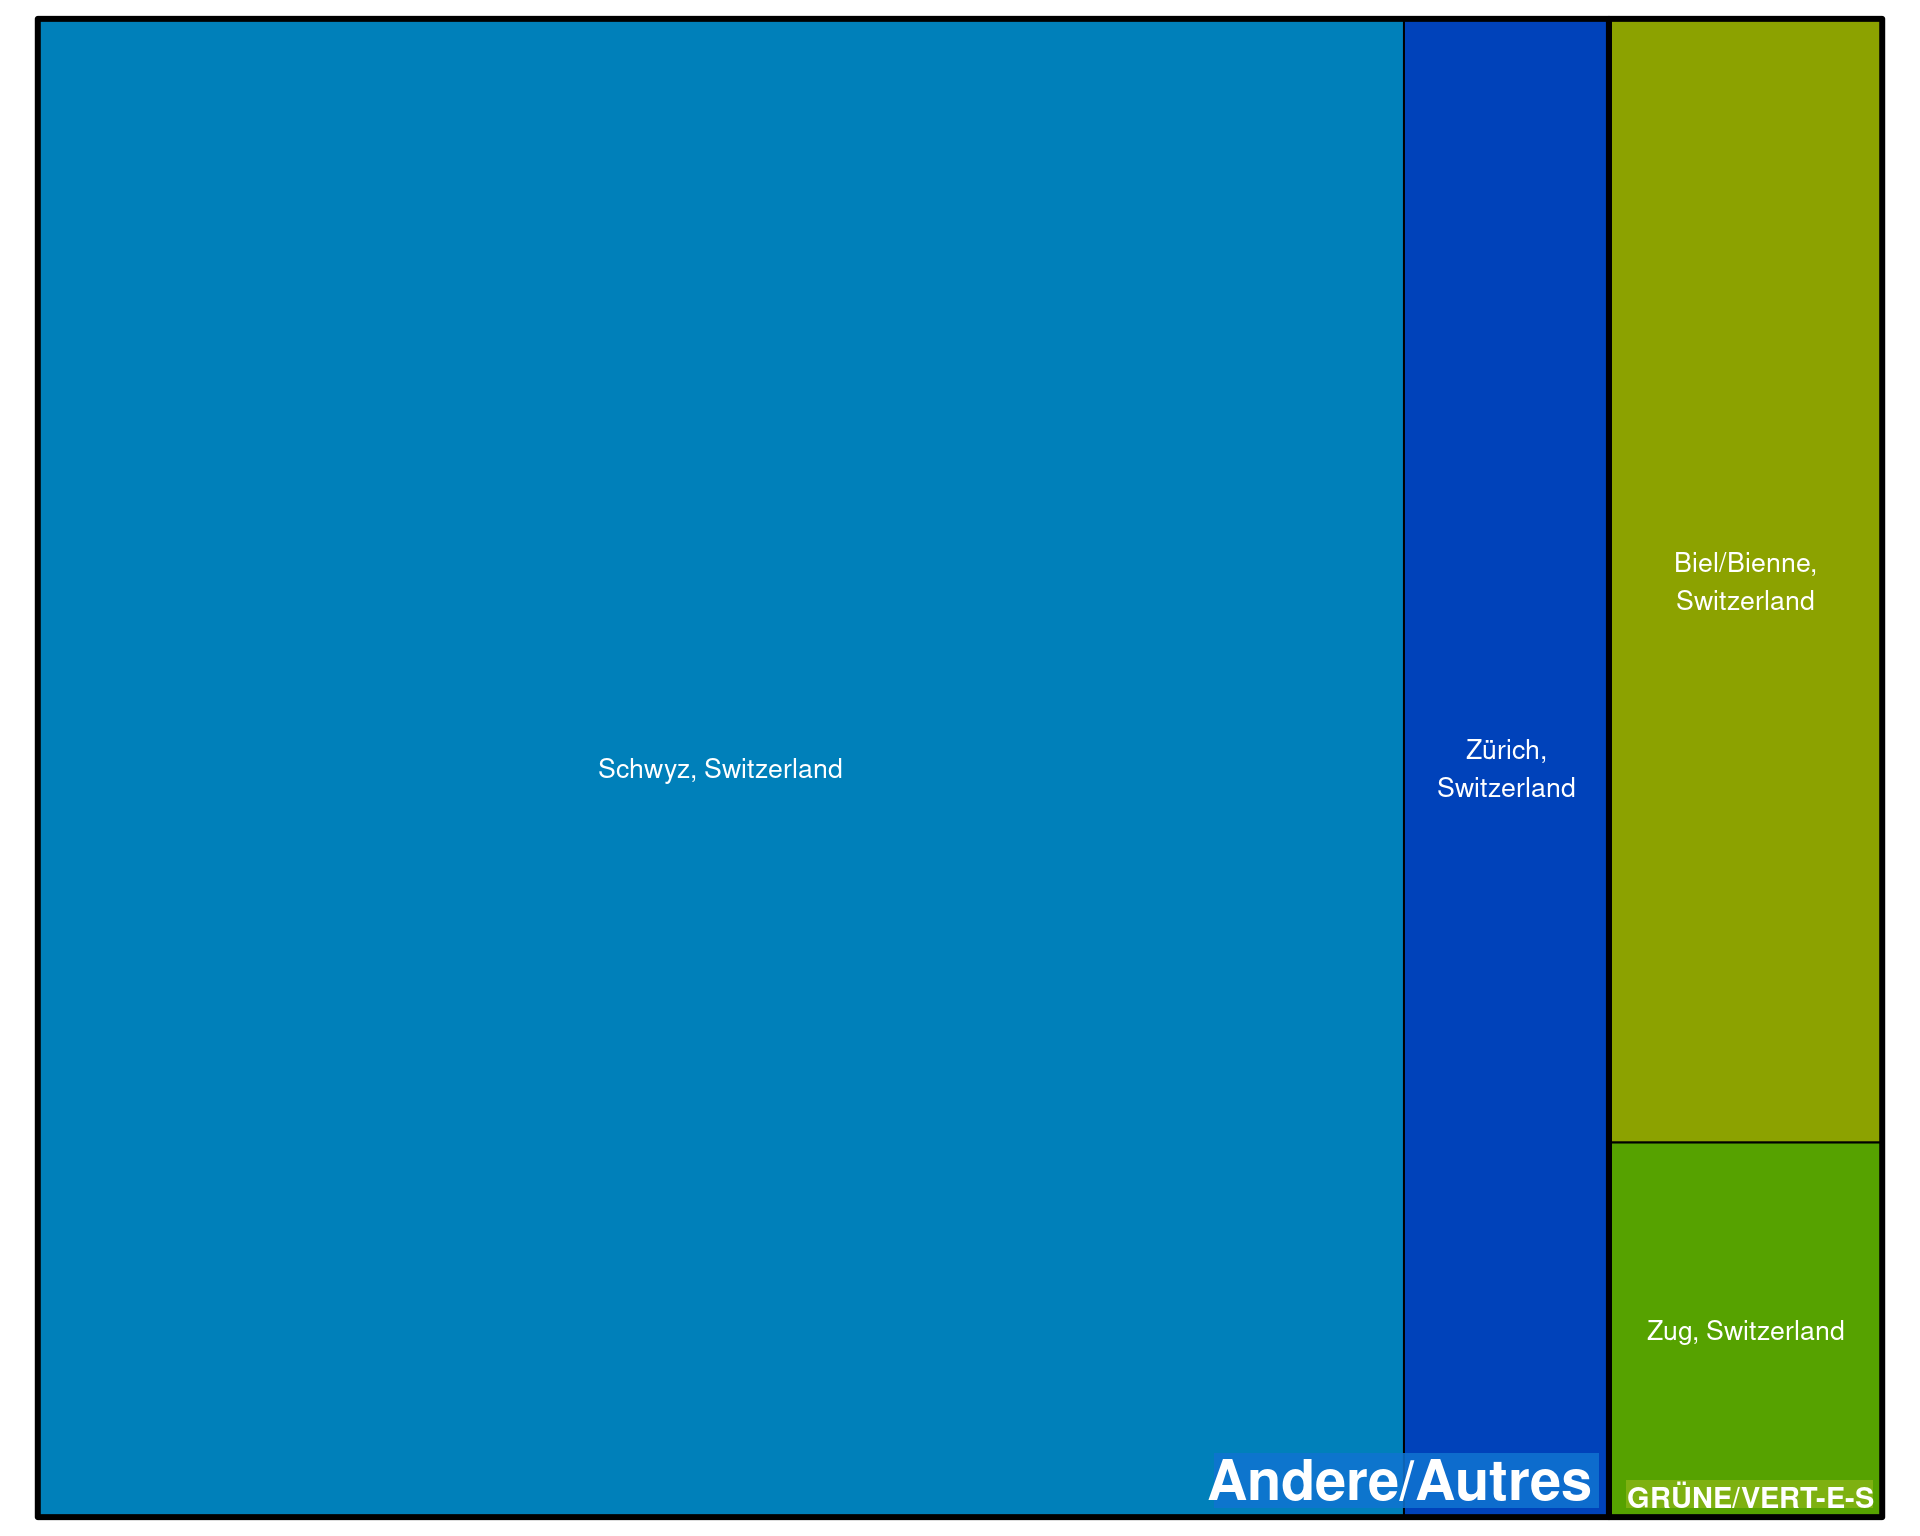 Schwyz, Switzerland
Zürich,
Switzerland
Andere/Autres
Biel/Bienne,
Switzerland
Zug, Switzerland
GRÜNE/VERT-E-S